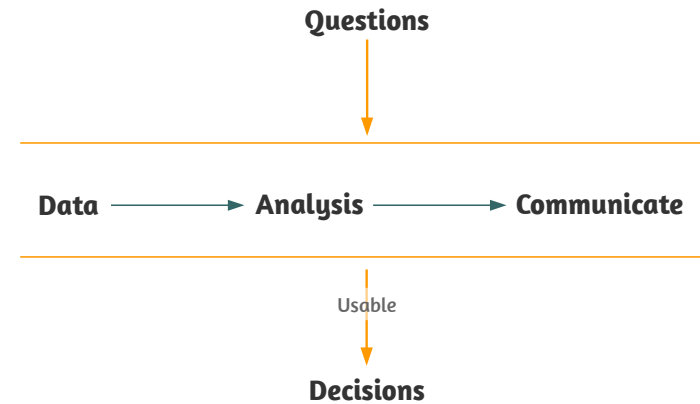 Questions
Data Analysis Communicate
Usable
Decisions